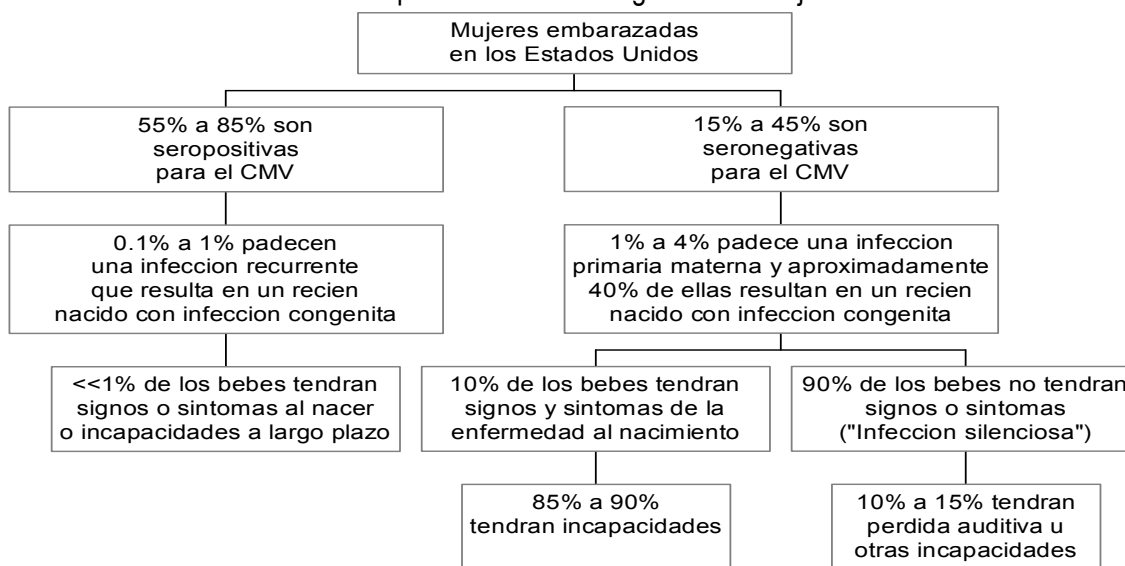 Mujeres embarazadas
en los Estados Unidos
55% a 85% son
seropositivas
para el CMV
15% a 45% son
seronegativas
para el CMV
0.1% a 1% padecen
una infeccion recurrente
que resulta en un recien
nacido con infeccion congenita
1% a 4% padece una infeccion
primaria materna y aproximadamente
40% de ellas resultan en un recien
nacido con infeccion congenita
<<1% de los bebes tendran
signos o sintomas al nacer
o incapacidades a largo plazo
10% de los bebes tendran
signos y sintomas de la
enfermedad al nacimiento
90% de los bebes no tendran
signos o sintomas
("Infeccion silenciosa")
85% a 90%
tendran incapacidades
10% a 15% tendran
perdida auditiva u
otras incapacidades